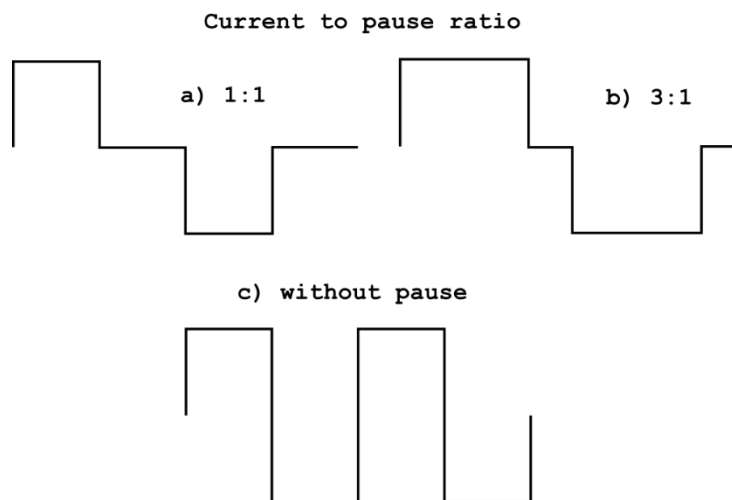 Current to pause ratio
a) 1:1
b) 3:1
c) without pause